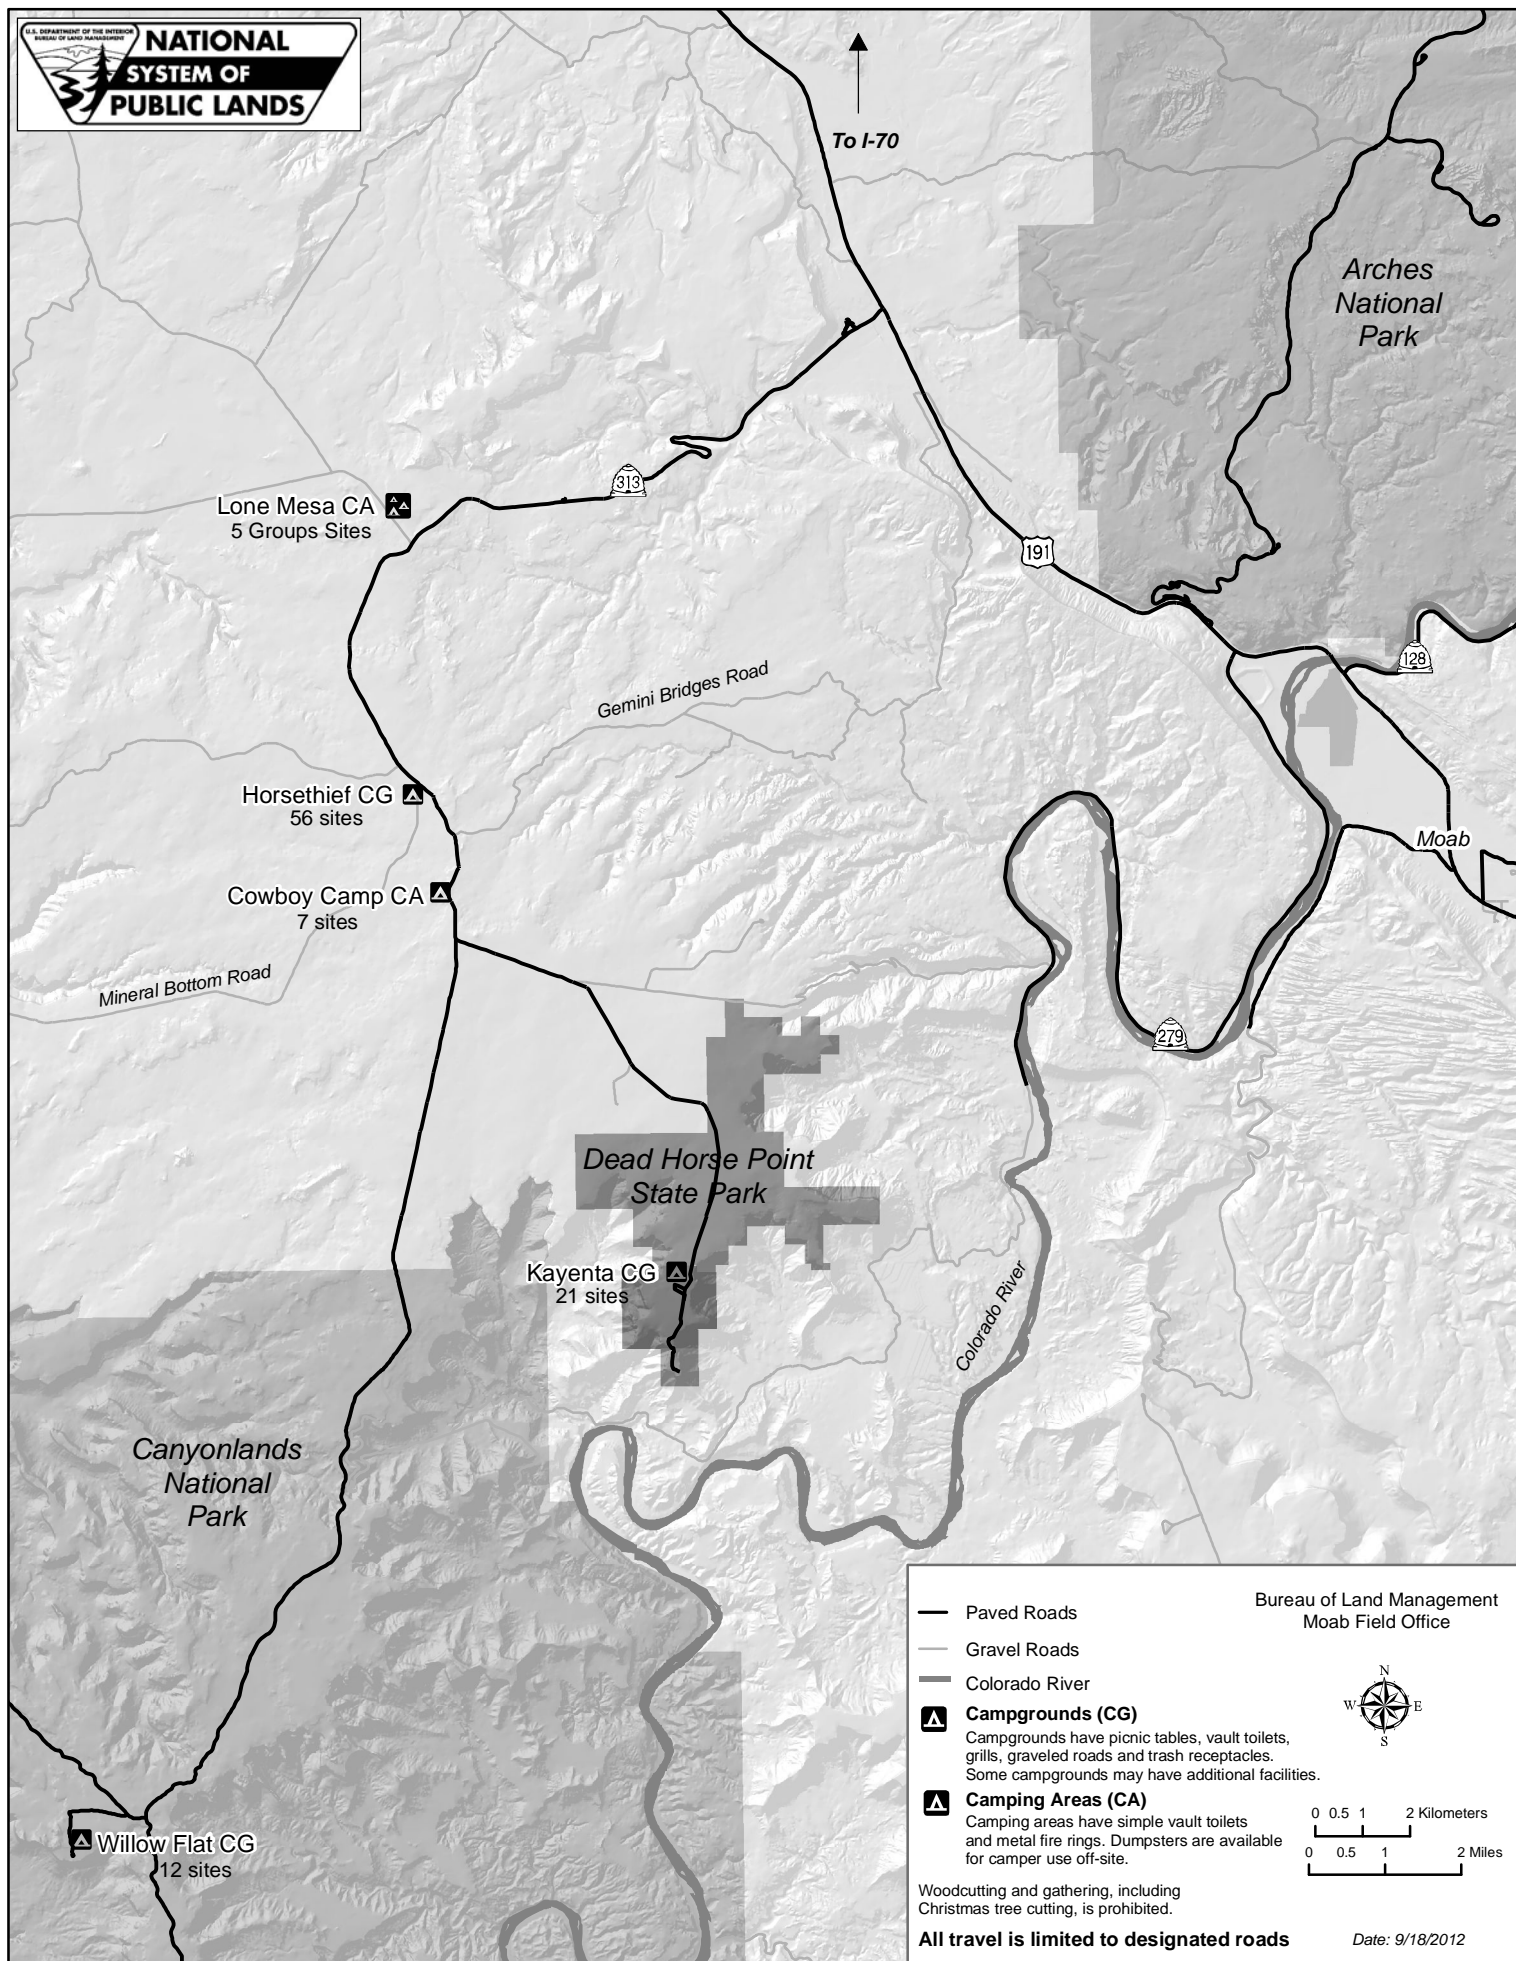 U.S. DEPARTMENT OF THE INTERIOR
BUREAU OF LAND MANAGEMENT
NATIONAL
SYSTEM OF
PUBLIC LANDS
To I-70
Arches
National
Park
313
Lone Mesa CA
5 Groups Sites
191
128
Gemini Bridges Road
Horsethief CG
56 sites
Moab
Cowboy Camp CA
7 sites
Mineral Bottom Road
279
Dead Horse Point
State Park
Kayenta CG
21 sites
Colorado River
Canyonlands
National
Park
Willow Flat CG
12 sites
Paved Roads
Gravel Roads
Colorado River
Campgrounds (CG)
Campgrounds have picnic tables, vault toilets,
grills, graveled roads and trash receptacles.
Some campgrounds may have additional facilities.
Camping Areas (CA)
Camping areas have simple vault toilets
and metal fire rings. Dumpsters are available
for camper use off-site.
Woodcutting and gathering, including
Christmas tree cutting, is prohibited.
All travel is limited to designated roads
Bureau of Land Management
Moab Field Office
N
W E
S
0 0.5 1 2 Kilometers
0 0.5 1 2 Miles
Date: 9/18/2012